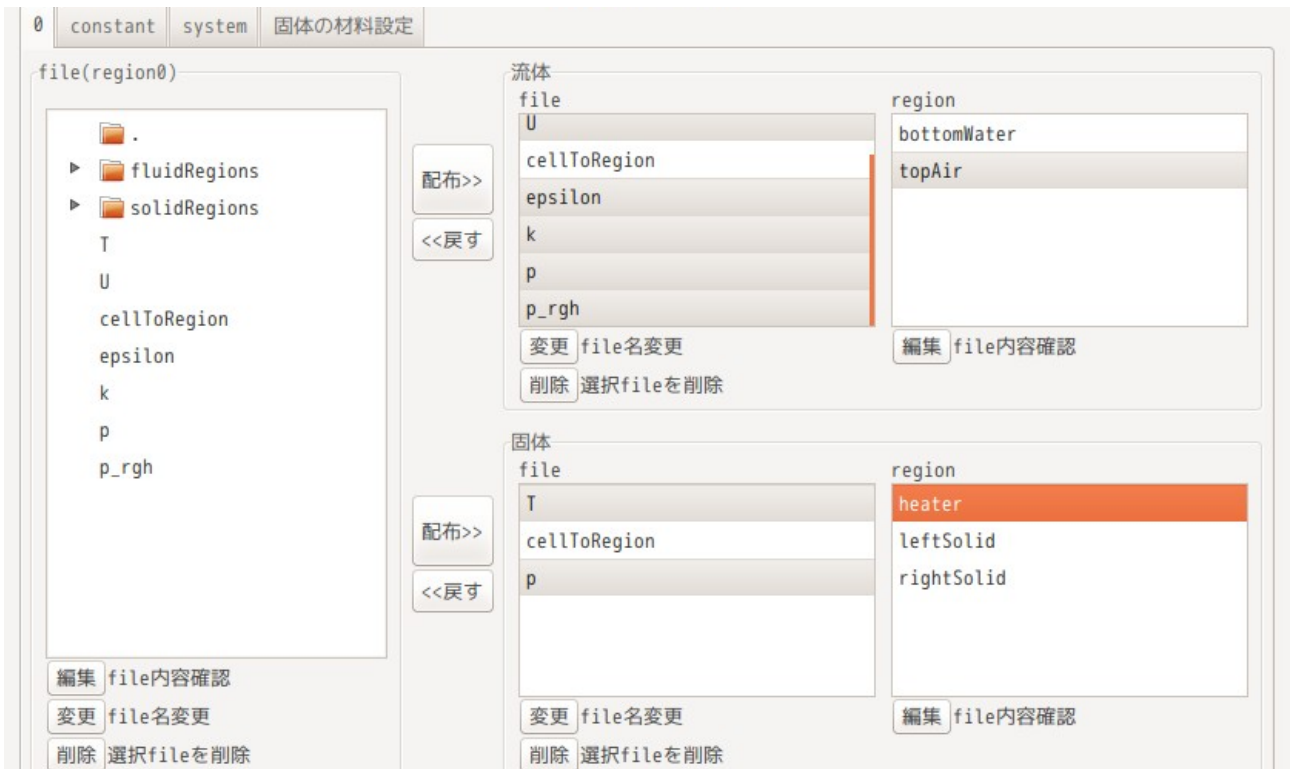 0 constant system 固体の材料設定
file(region0)
.
fluidRegions
solidRegions
T
U
cellToRegion
epsilon
k
p
p_rgh
編集 file内容確認
変更 file名変更
削除 選択fileを削除
配布>>
<<戻す
配布>>
<<戻す
流体
file
U
cellToRegion
epsilon
k
p
p_rgh
変更 file名変更
削除 選択fileを削除
region
bottomWater
topAir
編集 file内容確認
固体
file
T
cellToRegion
p
変更 file名変更
削除 選択fileを削除
region
heater
leftSolid
rightSolid
編集 file内容確認